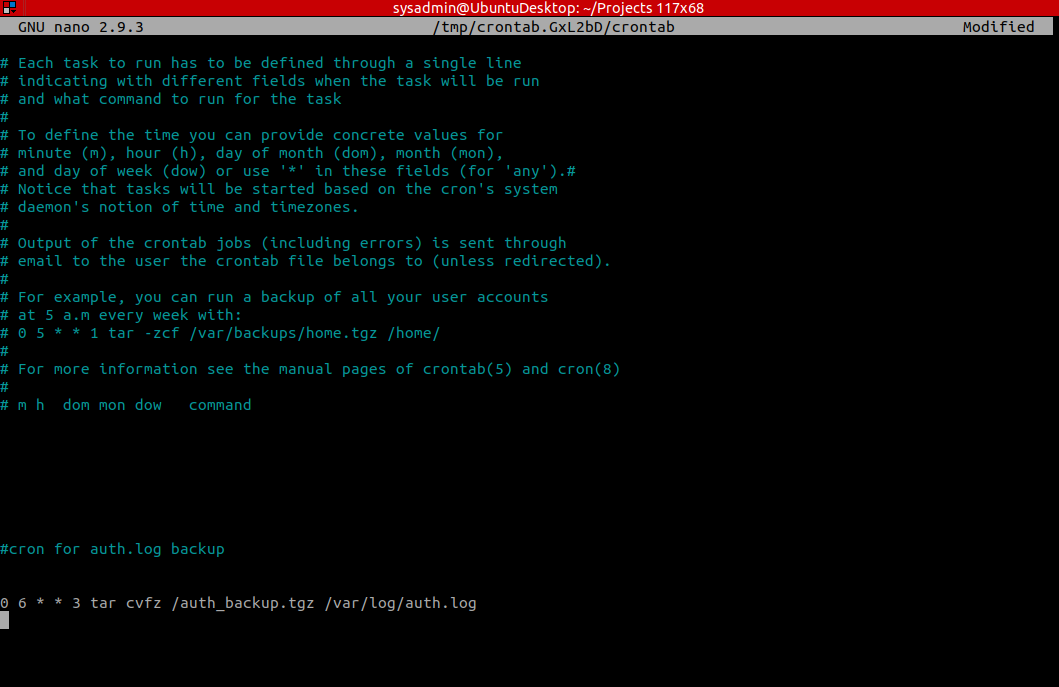 sysadmin@UbuntuDesktop: ~/Projects 117x68
GNU nano 2.9.3 /tmp/crontab.GxL2bD/crontab Modified
# Each task to run has to be defined through a single line
# indicating with different fields when the task will be run
# and what command to run for the task
#
# To define the time you can provide concrete values for
# minute (m), hour (h), day of month (dom), month (mon),
# and day of week (dow) or use '*' in these fields (for 'any').#
# Notice that tasks will be started based on the cron's system
# daemon's notion of time and timezones.
#
# Output of the crontab jobs (including errors) is sent through
# email to the user the crontab file belongs to (unless redirected).
#
# For example, you can run a backup of all your user accounts
# at 5 a.m every week with:
# 0 5 * * 1 tar -zcf /var/backups/home.tgz /home/
#
# For more information see the manual pages of crontab(5) and cron(8)
#
# m h  dom mon dow   command
#cron for auth.log backup
0 6 * * 3 tar cvfz /auth_backup.tgz /var/log/auth.log